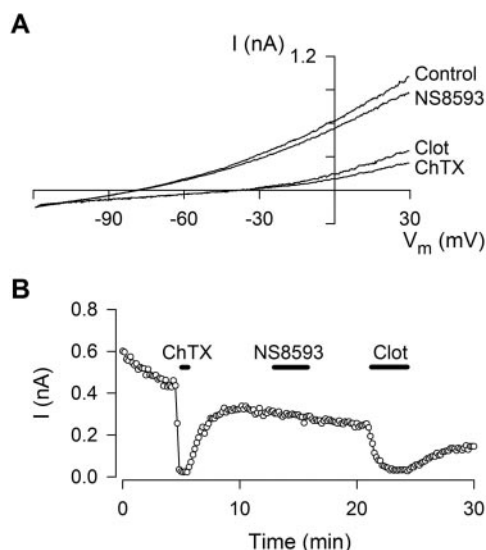 A
I (nA)
1.2
Control
NS8593
Clot
ChTX
-90 -60 -30 30
Vm (mV)
B
0.8
0.6
0.4
0.2
0.0
I (nA)
ChTX NS8593 Clot
0 10 20 30
Time (min)